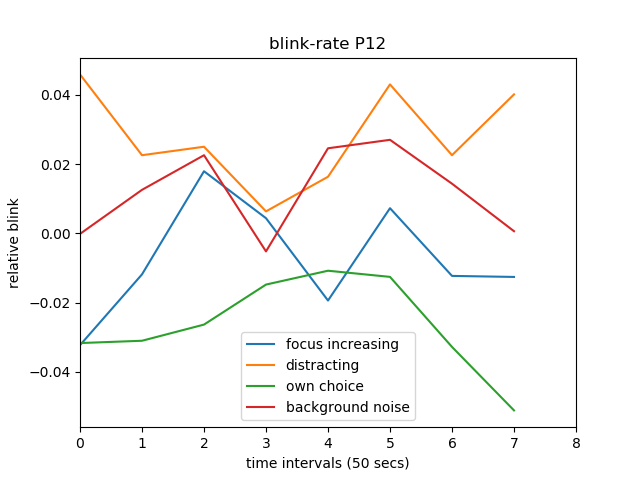 blink-rate P12
relative blink
0.04
0.02
0.00
−0.02
−0.04
focus increasing
distracting
own choice
background noise
0 1 2 3 4 5 6 7 8
time intervals (50 secs)